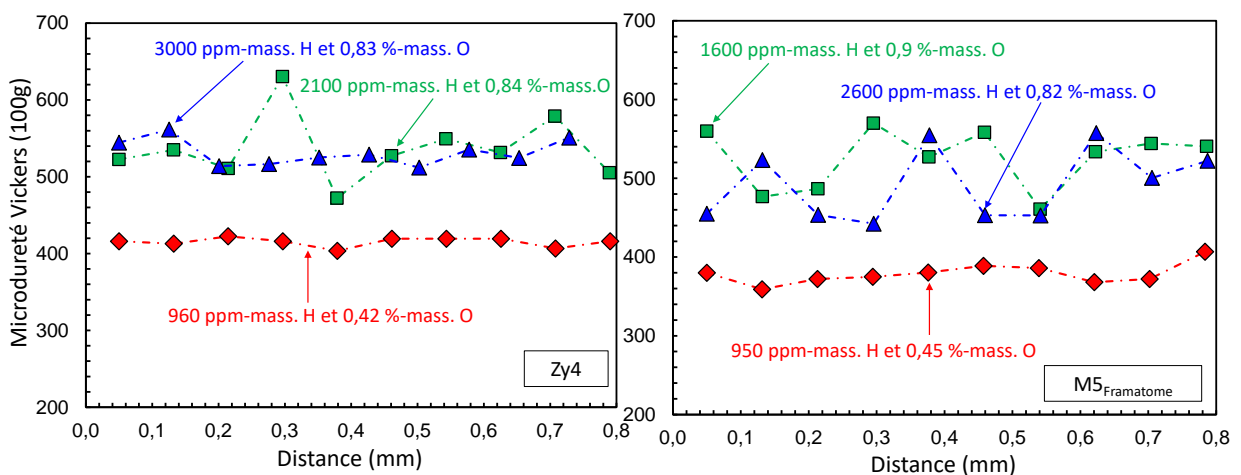 Microdureté Vickers (100g)
700
600
500
400
300
200
3000 ppm-mass. H et 0,83 %-mass. O
2100 ppm-mass. H et 0,84 %-mass.O
960 ppm-mass. H et 0,42 %-mass. O
Zy4
0,0 0,1 0,2 0,3 0,4 0,5 0,6 0,7 0,8
Distance (mm)
700
600
500
400
300
200
1600 ppm-mass. H et 0,9 %-mass. O
2600 ppm-mass. H et 0,82 %-mass. O
950 ppm-mass. H et 0,45 %-mass. O
M5Framatome
0,0 0,1 0,2 0,3 0,4 0,5 0,6 0,7 0,8
Distance (mm)